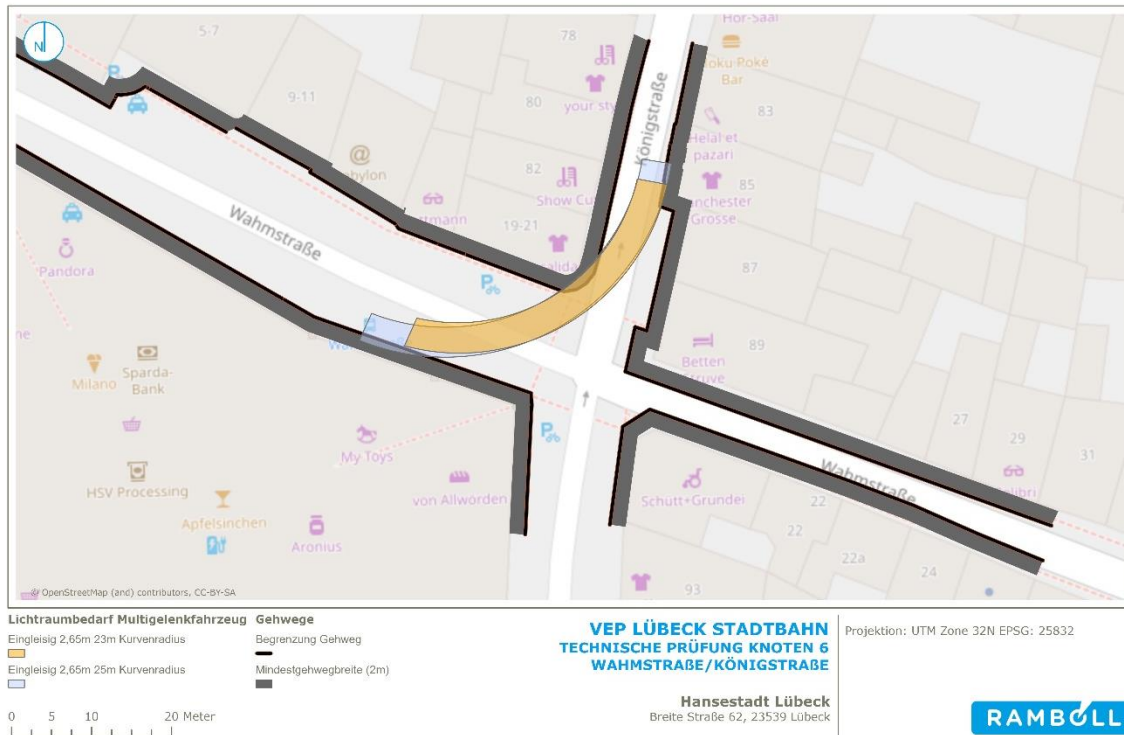 Hör-Saal
78
5-7
your sty
Königstraße
oku Poké
Bar
9-11
80
83
Helal et
pazari
@
bylon
82
Show Cu
85
nchester
Grosse
ttmann
19-21
Wahmstraße
Pandora
87
Betten
89
Sparda-
Bank
Milano
My Toys
27
29
31
HSV Processing
von Allwörden
Wahmstraße
Schutt+Grundei
22
Apfelsinchen
Aronius
22
22a
24
93
N
P
P
P
© OpenStreetMap (and) contributors, CC-BY-SA
Lichtraumbedarf Multigelenkfahrzeug
Eingleisig 2,65m 23m Kurvenradius
Eingleisig 2,65m 25m Kurvenradius
Gehwege
Begrenzung Gehweg
Mindestgehwegbreite (2m)
0 5 10 20 Meter
VEP LÜBECK STADTBAHN
TECHNISCHE PRÜFUNG KNOTEN 6
WAHMSTRAßE/KÖNIGSTRAßE
Hansestadt Lübeck
Breite Straße 62, 23539 Lübeck
Projektion: UTM Zone 32N EPSG: 25832
RAMBOLL